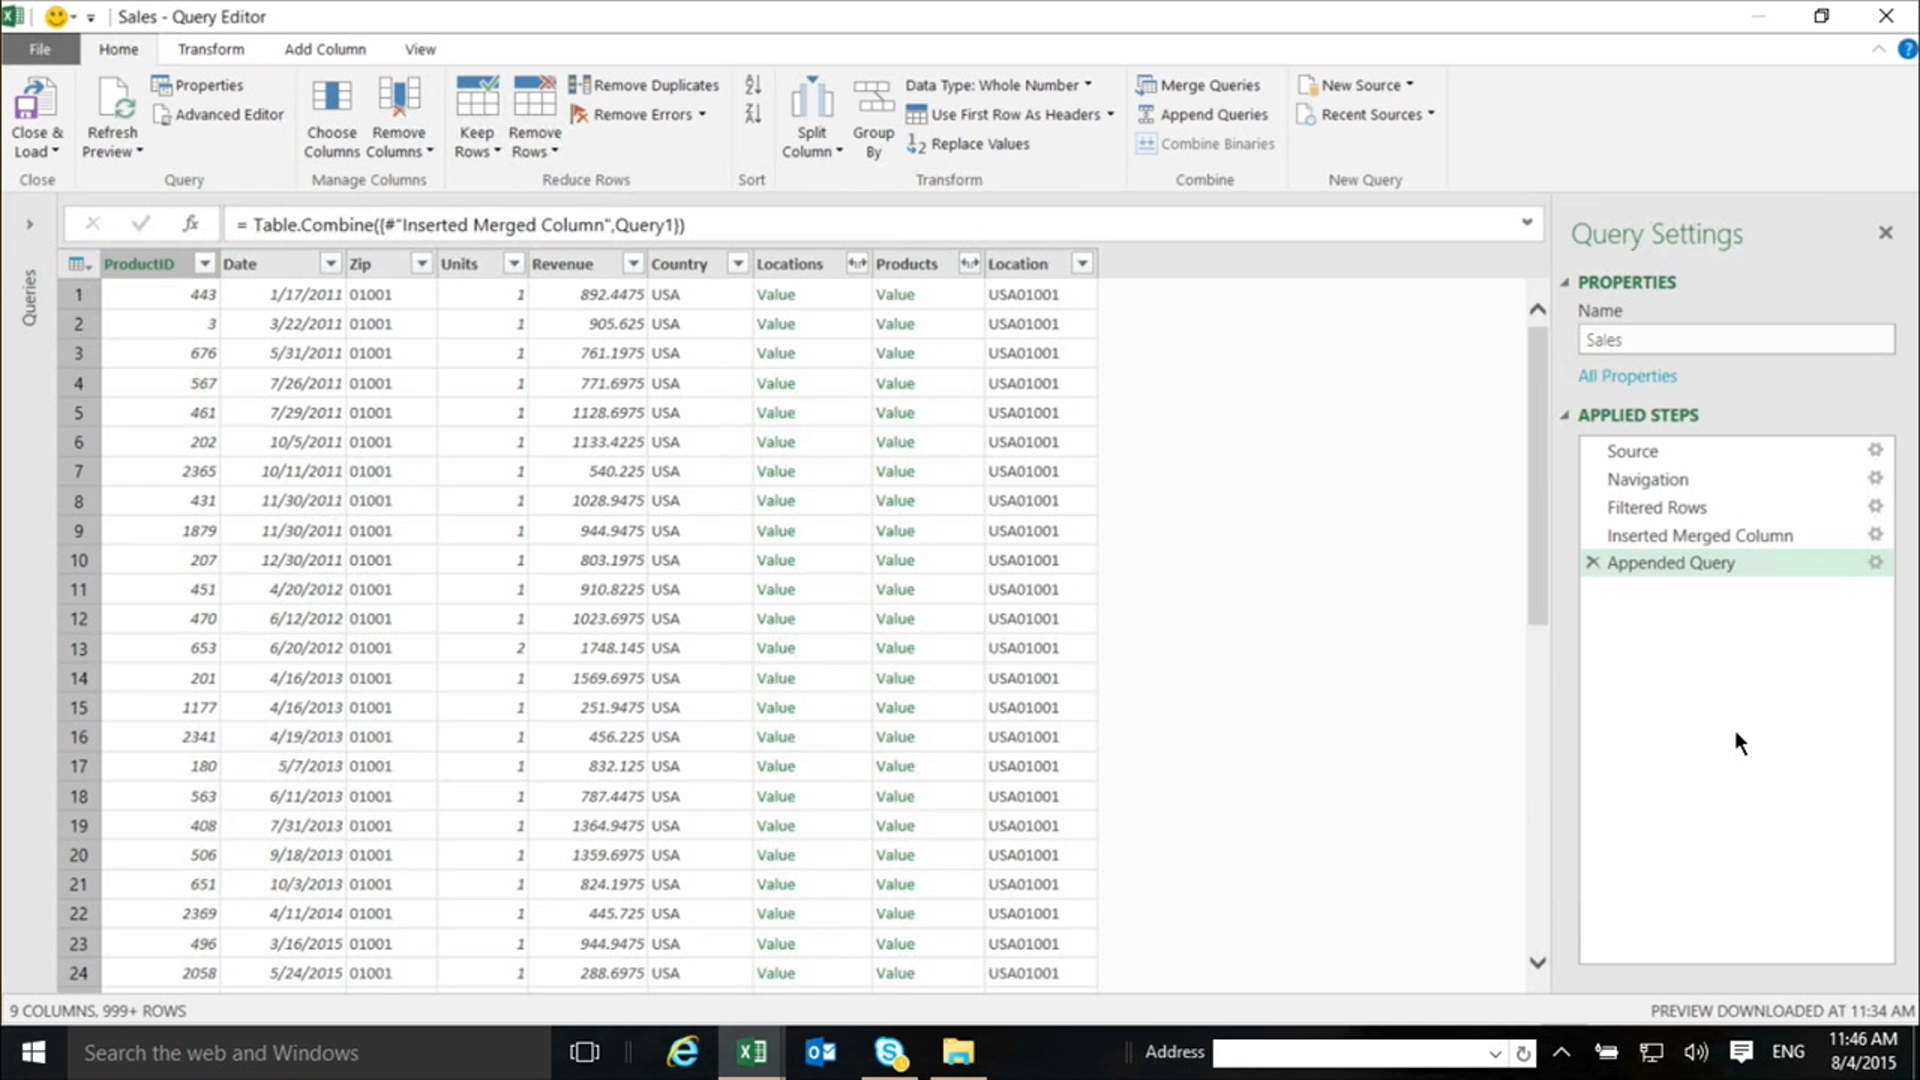 Sales - Query Editor
File Home Transform Add Column View
Close & Load
Refresh Preview
Properties
Advanced Editor
Choose Columns
Remove Columns
Keep Rows
Remove Rows
Remove Duplicates
Remove Errors
Split Column
Group By
Data Type: Whole Number
Use First Row As Headers
Replace Values
Merge Queries
Append Queries
Combine Binaries
New Source
Recent Sources
Close Query Manage Columns Reduce Rows Sort Transform Combine New Query
fx = Table.Combine({#"Inserted Merged Column",Query1})
Queries
ProductID Date Zip Units Revenue Country Locations Products Location
1 443 1/17/2011 01001 1 892.4475 USA Value Value USA01001
2 3 3/22/2011 01001 1 905.625 USA Value Value USA01001
3 676 5/31/2011 01001 1 761.1975 USA Value Value USA01001
4 567 7/26/2011 01001 1 771.6975 USA Value Value USA01001
5 461 7/29/2011 01001 1 1128.6975 USA Value Value USA01001
6 202 10/5/2011 01001 1 1133.4225 USA Value Value USA01001
7 2365 10/11/2011 01001 1 540.225 USA Value Value USA01001
8 431 11/30/2011 01001 1 1028.9475 USA Value Value USA01001
9 1879 11/30/2011 01001 1 944.9475 USA Value Value USA01001
10 207 12/30/2011 01001 1 803.1975 USA Value Value USA01001
11 451 4/20/2012 01001 1 910.8225 USA Value Value USA01001
12 470 6/12/2012 01001 1 1023.6975 USA Value Value USA01001
13 653 6/20/2012 01001 2 1748.145 USA Value Value USA01001
14 201 4/16/2013 01001 1 1569.6975 USA Value Value USA01001
15 1177 4/16/2013 01001 1 251.9475 USA Value Value USA01001
16 2341 4/19/2013 01001 1 456.225 USA Value Value USA01001
17 180 5/7/2013 01001 1 832.125 USA Value Value USA01001
18 563 6/11/2013 01001 1 787.4475 USA Value Value USA01001
19 408 7/31/2013 01001 1 1364.9475 USA Value Value USA01001
20 506 9/18/2013 01001 1 1359.6975 USA Value Value USA01001
21 651 10/3/2013 01001 1 824.1975 USA Value Value USA01001
22 2369 4/11/2014 01001 1 445.725 USA Value Value USA01001
23 496 3/16/2015 01001 1 944.9475 USA Value Value USA01001
24 2058 5/24/2015 01001 1 288.6975 USA Value Value USA01001
Query Settings
PROPERTIES
Name
Sales
All Properties
APPLIED STEPS
Source
Navigation
Filtered Rows
Inserted Merged Column
Appended Query
9 COLUMNS, 999+ ROWS
PREVIEW DOWNLOADED AT 11:34 AM
Search the web and Windows
Address
ENG
11:46 AM
8/4/2015